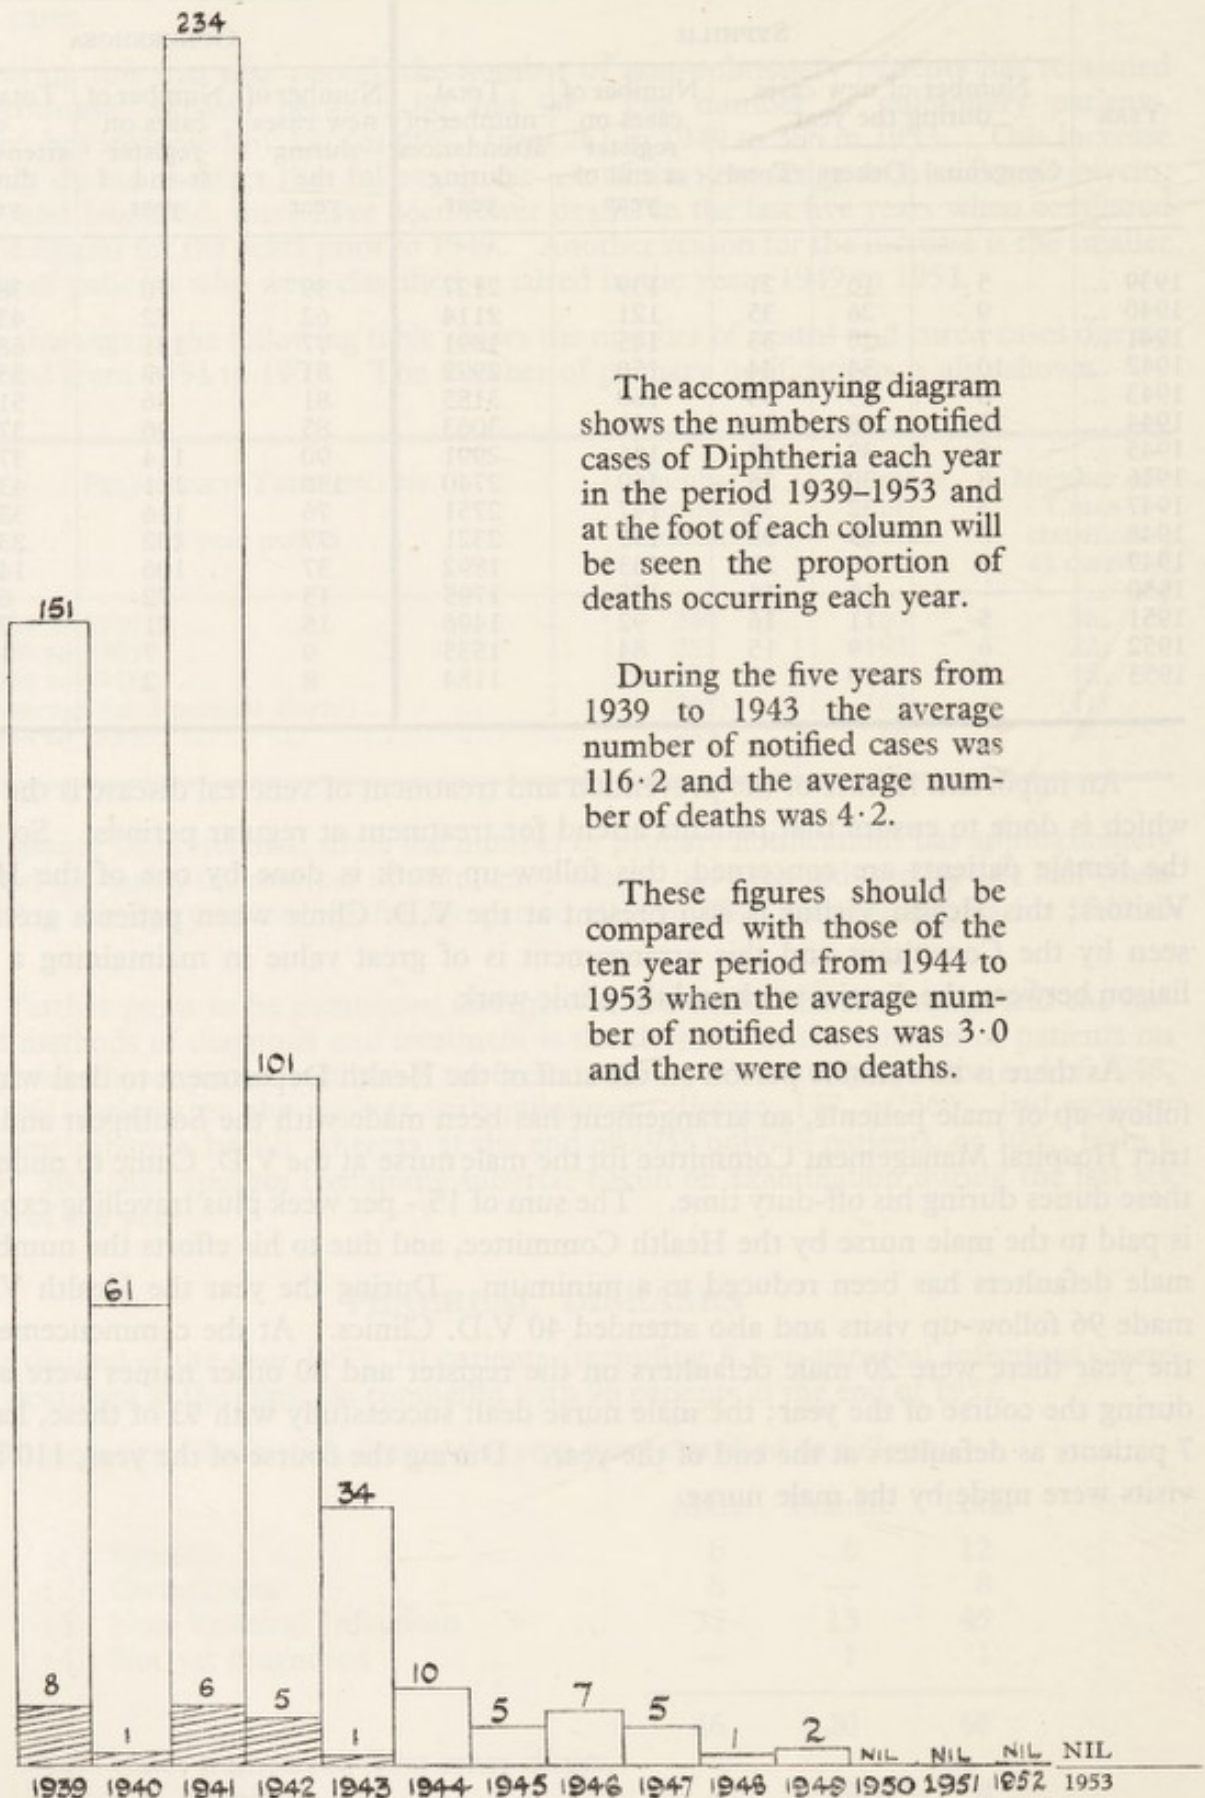 234
The accompanying diagram
shows the numbers of notified
cases of Diphtheria each year
in the period 1939–1953 and
at the foot of each column will
be seen the proportion of
deaths occurring each year.
151
During the five years from
1939 to 1943 the average
number of notified cases was
116·2 and the average num-
ber of deaths was 4·2.
These figures should be
compared with those of the
ten year period from 1944 to
1953 when the average num-
ber of notified cases was 3·0
and there were no deaths.
101
61
34
8 1 6 5 1 10 5 7 5 1 2 NIL NIL NIL NIL
1939 1940 1941 1942 1943 1944 1945 1946 1947 1948 1949 1950 1951 1952 1953